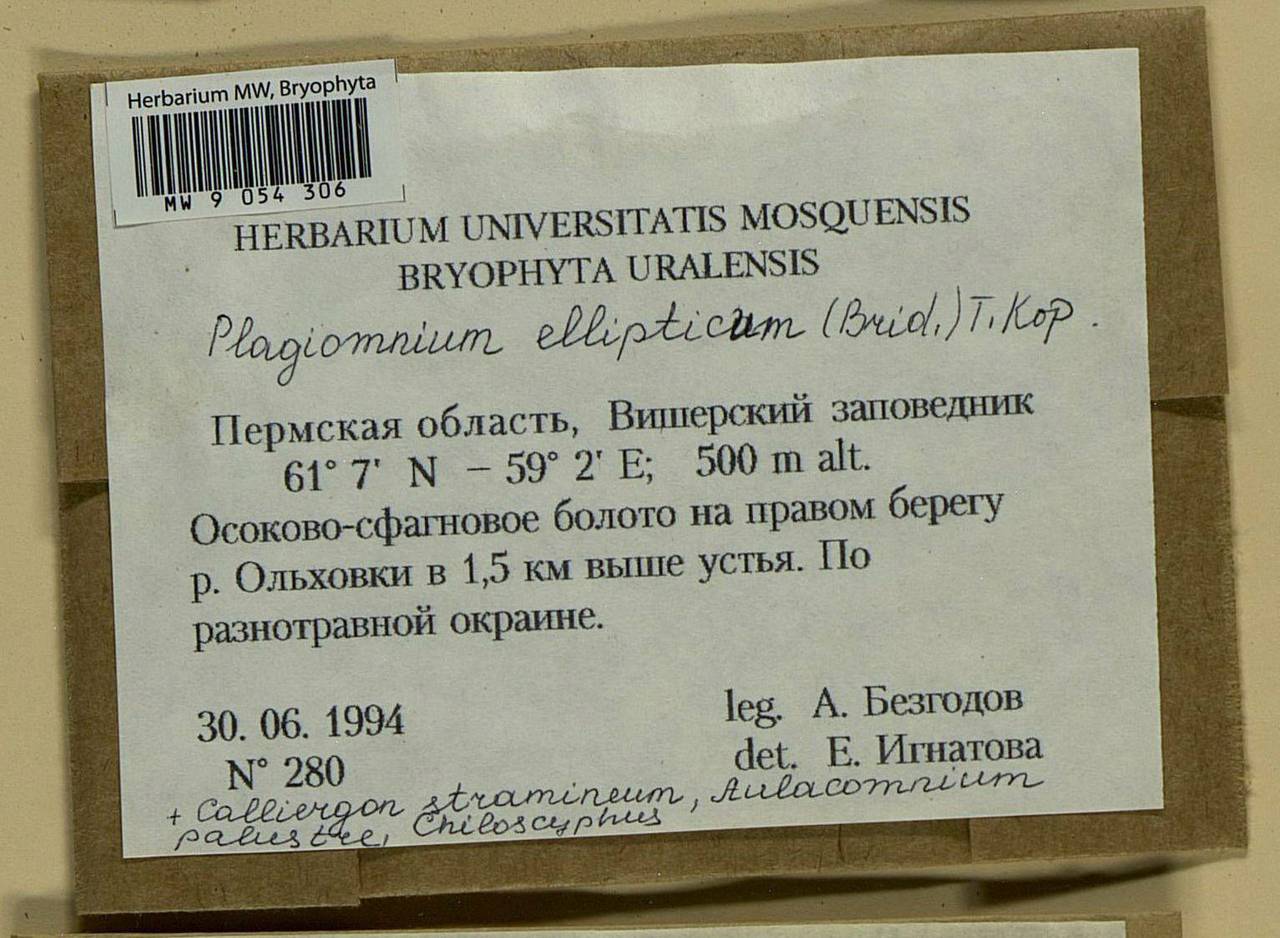 Herbarium MW, Bryophyta
MW 9 054 306
HERBARIUM UNIVERSITATIS MOSQUENSIS
BRYOPHYTA URALENSIS
Plagiomnium ellipticum (Brid.) T. Kop.
Пермская область, Вишерский заповедник
61° 7' N – 59° 2' E; 500 m alt.
Осоково-сфагновое болото на правом берегу
р. Ольховки в 1,5 км выше устья. По
разнотравной окраине.
30. 06. 1994
leg. А. Безгодов
N° 280
det. Е. Игнатова
+ Calliergon stramineum, Aulacomnium
palustre, Chiloscyphus